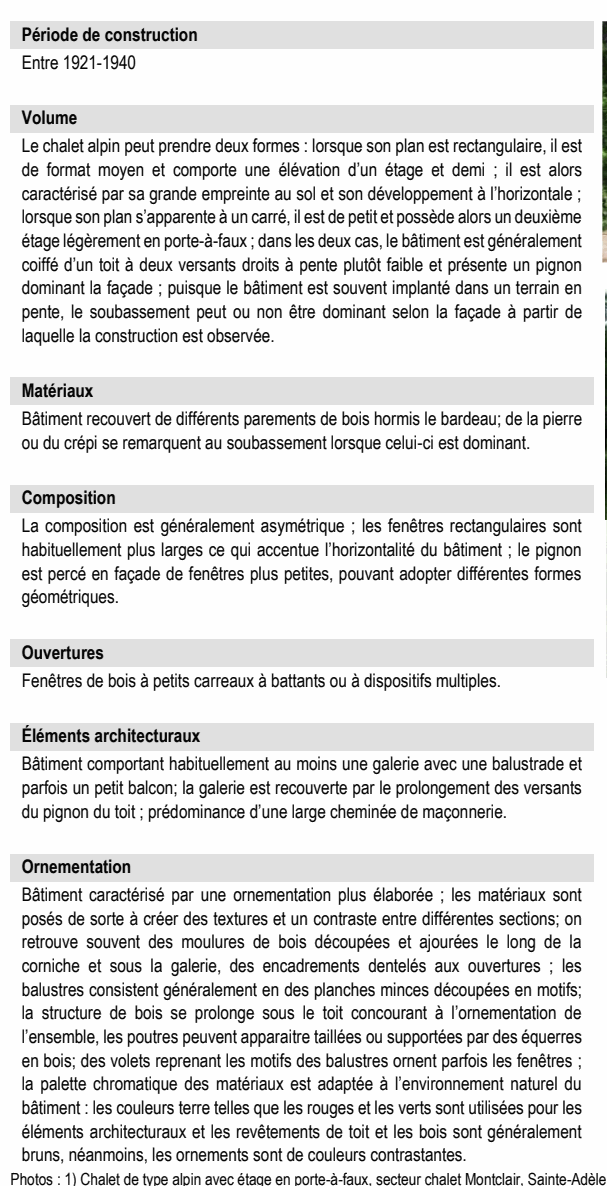 Période de construction
Entre 1921-1940
Volume
Le chalet alpin peut prendre deux formes : lorsque son plan est rectangulaire, il est
de format moyen et comporte une élévation d'un étage et demi ; il est alors
caractérisé par sa grande empreinte au sol et son développement à l'horizontale ;
lorsque son plan s'apparente à un carré, il est de petit et possède alors un deuxième
étage légèrement en porte-à-faux ; dans les deux cas, le bâtiment est généralement
coiffé d'un toit à deux versants droits à pente plutôt faible et présente un pignon
dominant la façade ; puisque le bâtiment est souvent implanté dans un terrain en
pente, le soubassement peut ou non être dominant selon la façade à partir de
laquelle la construction est observée.
Matériaux
Bâtiment recouvert de différents parements de bois hormis le bardeau; de la pierre
ou du crépi se remarquent au soubassement lorsque celui-ci est dominant.
Composition
La composition est généralement asymétrique ; les fenêtres rectangulaires sont
habituellement plus larges ce qui accentue l'horizontalité du bâtiment ; le pignon
est percé en façade de fenêtres plus petites, pouvant adopter différentes formes
géométriques.
Ouvertures
Fenêtres de bois à petits carreaux à battants ou à dispositifs multiples.
Éléments architecturaux
Bâtiment comportant habituellement au moins une galerie avec une balustrade et
parfois un petit balcon; la galerie est recouverte par le prolongement des versants
du pignon du toit ; prédominance d'une large cheminée de maçonnerie.
Ornementation
Bâtiment caractérisé par une ornementation plus élaborée ; les matériaux sont
posés de sorte à créer des textures et un contraste entre différentes sections; on
retrouve souvent des moulures de bois découpées et ajourées le long de la
corniche et sous la galerie, des encadrements dentelés aux ouvertures ; les
balustres consistent généralement en des planches minces découpées en motifs;
la structure de bois se prolonge sous le toit concourant à l'ornementation de
l'ensemble, les poutres peuvent apparaitre taillées ou supportées par des équerres
en bois; des volets reprenant les motifs des balustres ornent parfois les fenêtres ;
la palette chromatique des matériaux est adaptée à l'environnement naturel du
bâtiment : les couleurs terre telles que les rouges et les verts sont utilisées pour les
éléments architecturaux et les revêtements de toit et les bois sont généralement
bruns, néanmoins, les ornements sont de couleurs contrastantes.
Photos : 1) Chalet de type alpin avec étage en porte-à-faux, secteur chalet Montclair, Sainte-Adèle